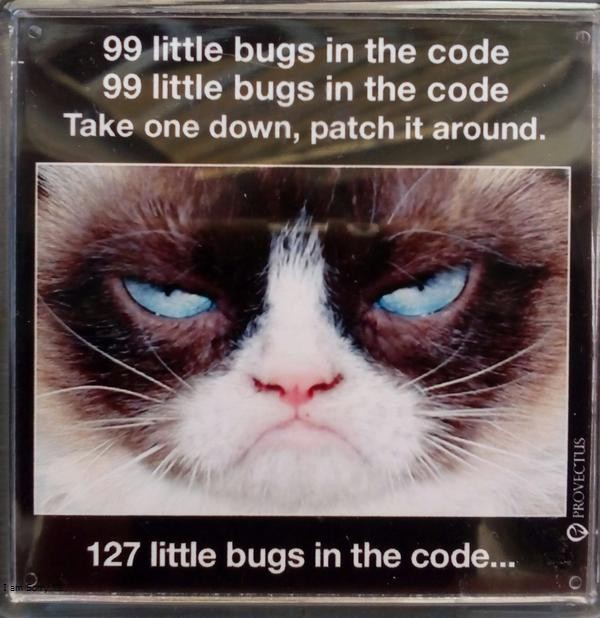 99 little bugs in the code
99 little bugs in the code
Take one down, patch it around.
PROVECTUS
127 little bugs in the code...